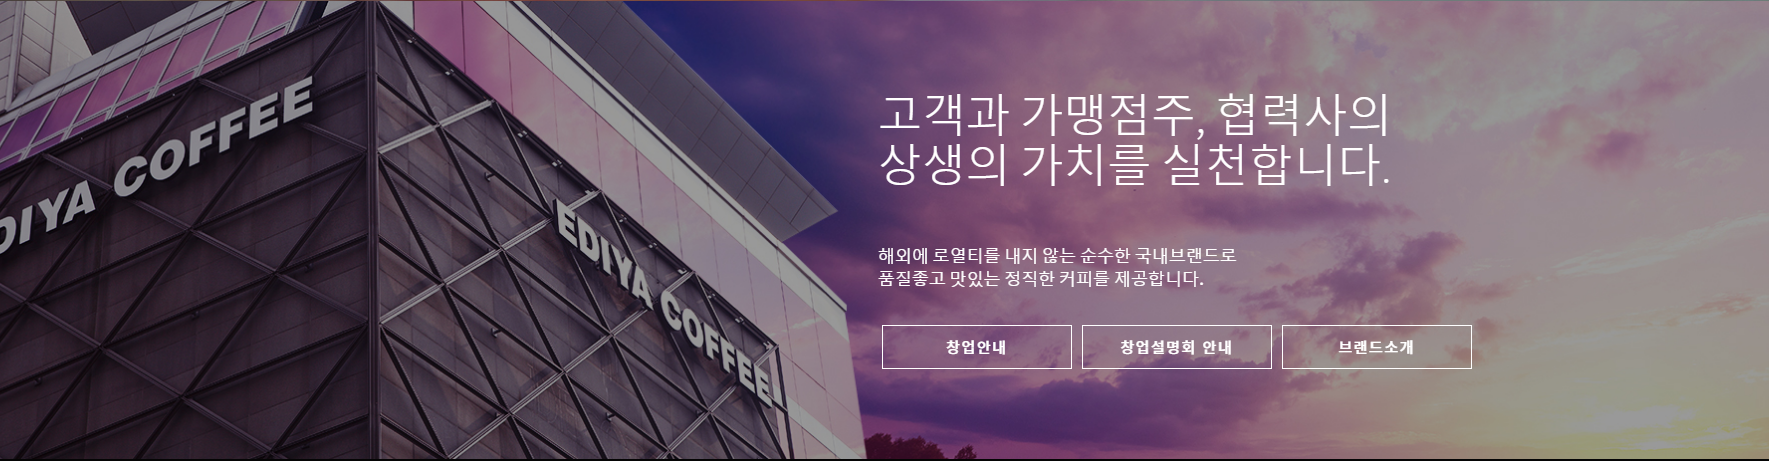 EDIYA COFFEE
EDIYA COFFEE
고객과 가맹점주, 협력사의
상생의 가치를 실천합니다.
해외에 로열티를 내지 않는 순수한 국내브랜드로
품질좋고 맛있는 정직한 커피를 제공합니다.
창업안내
창업설명회 안내
브랜드소개